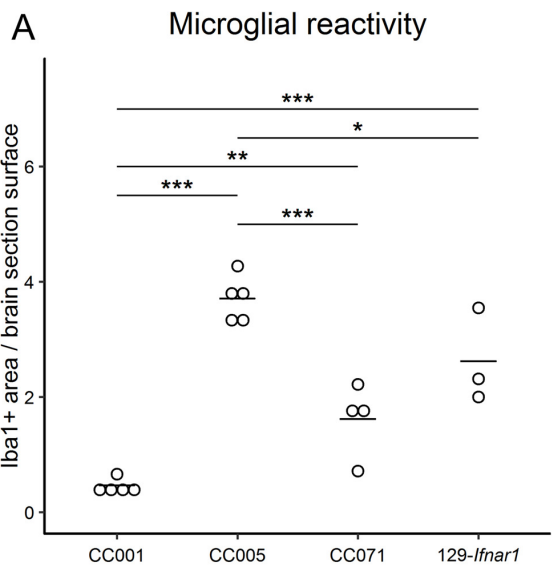 A
Microglial reactivity
***
*
**
***
***
Iba1+ area / brain section surface
6
4
2
0
CC001 CC005 CC071 129-Ifnar1